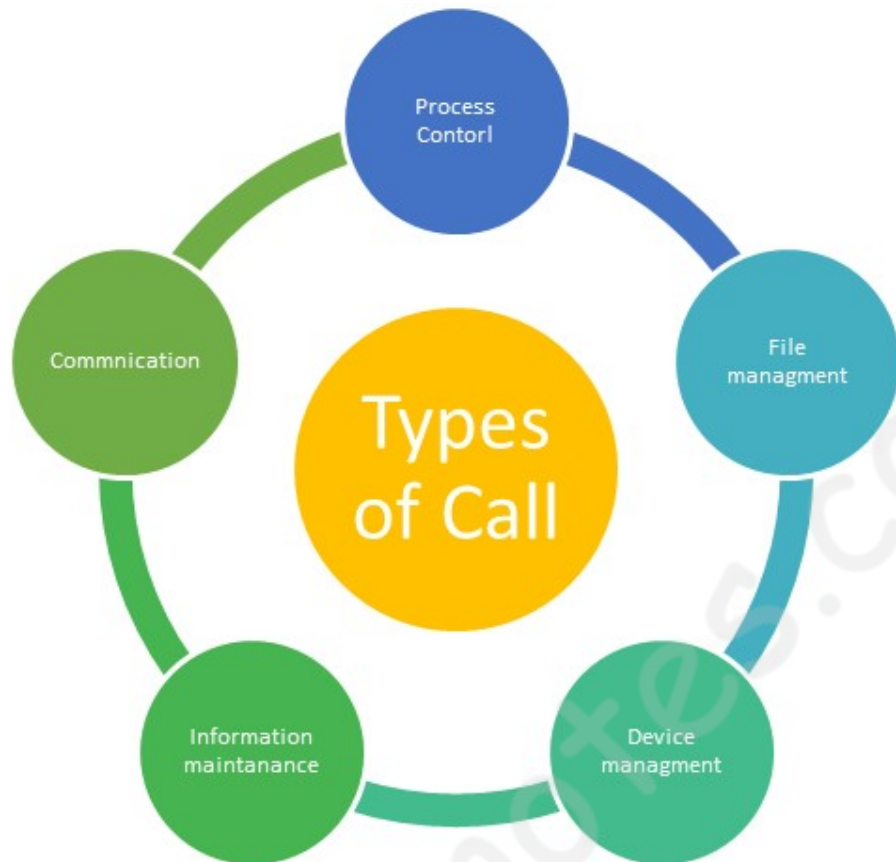 Process
Contorl
File
managment
Device
managment
Information
maintanance
Commnication
Types
of Call